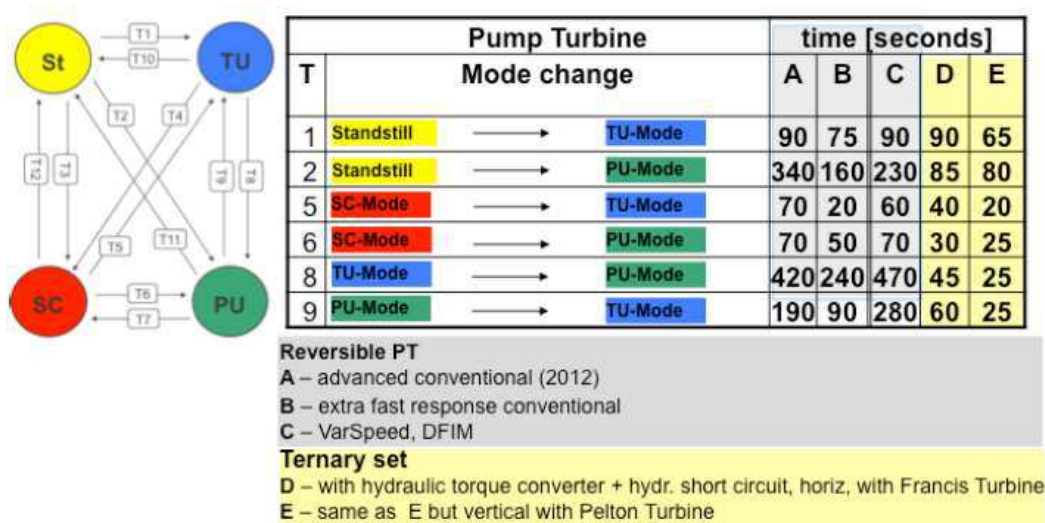 St
TU
SC
PU
T1
T10
T2
T4
T12
T3
T9
T8
T5
T11
T6
T7
Pump Turbine time [seconds]
T Mode change A B C D E
1 Standstill TU-Mode 90 75 90 90 65
2 Standstill PU-Mode 340 160 230 85 80
5 SC-Mode TU-Mode 70 20 60 40 20
6 SC-Mode PU-Mode 70 50 70 30 25
8 TU-Mode PU-Mode 420 240 470 45 25
9 PU-Mode TU-Mode 190 90 280 60 25
Reversible PT
A – advanced conventional (2012)
B – extra fast response conventional
C – VarSpeed, DFIM
Ternary set
D – with hydraulic torque converter + hydr. short circuit, horiz, with Francis Turbine
E – same as E but vertical with Pelton Turbine